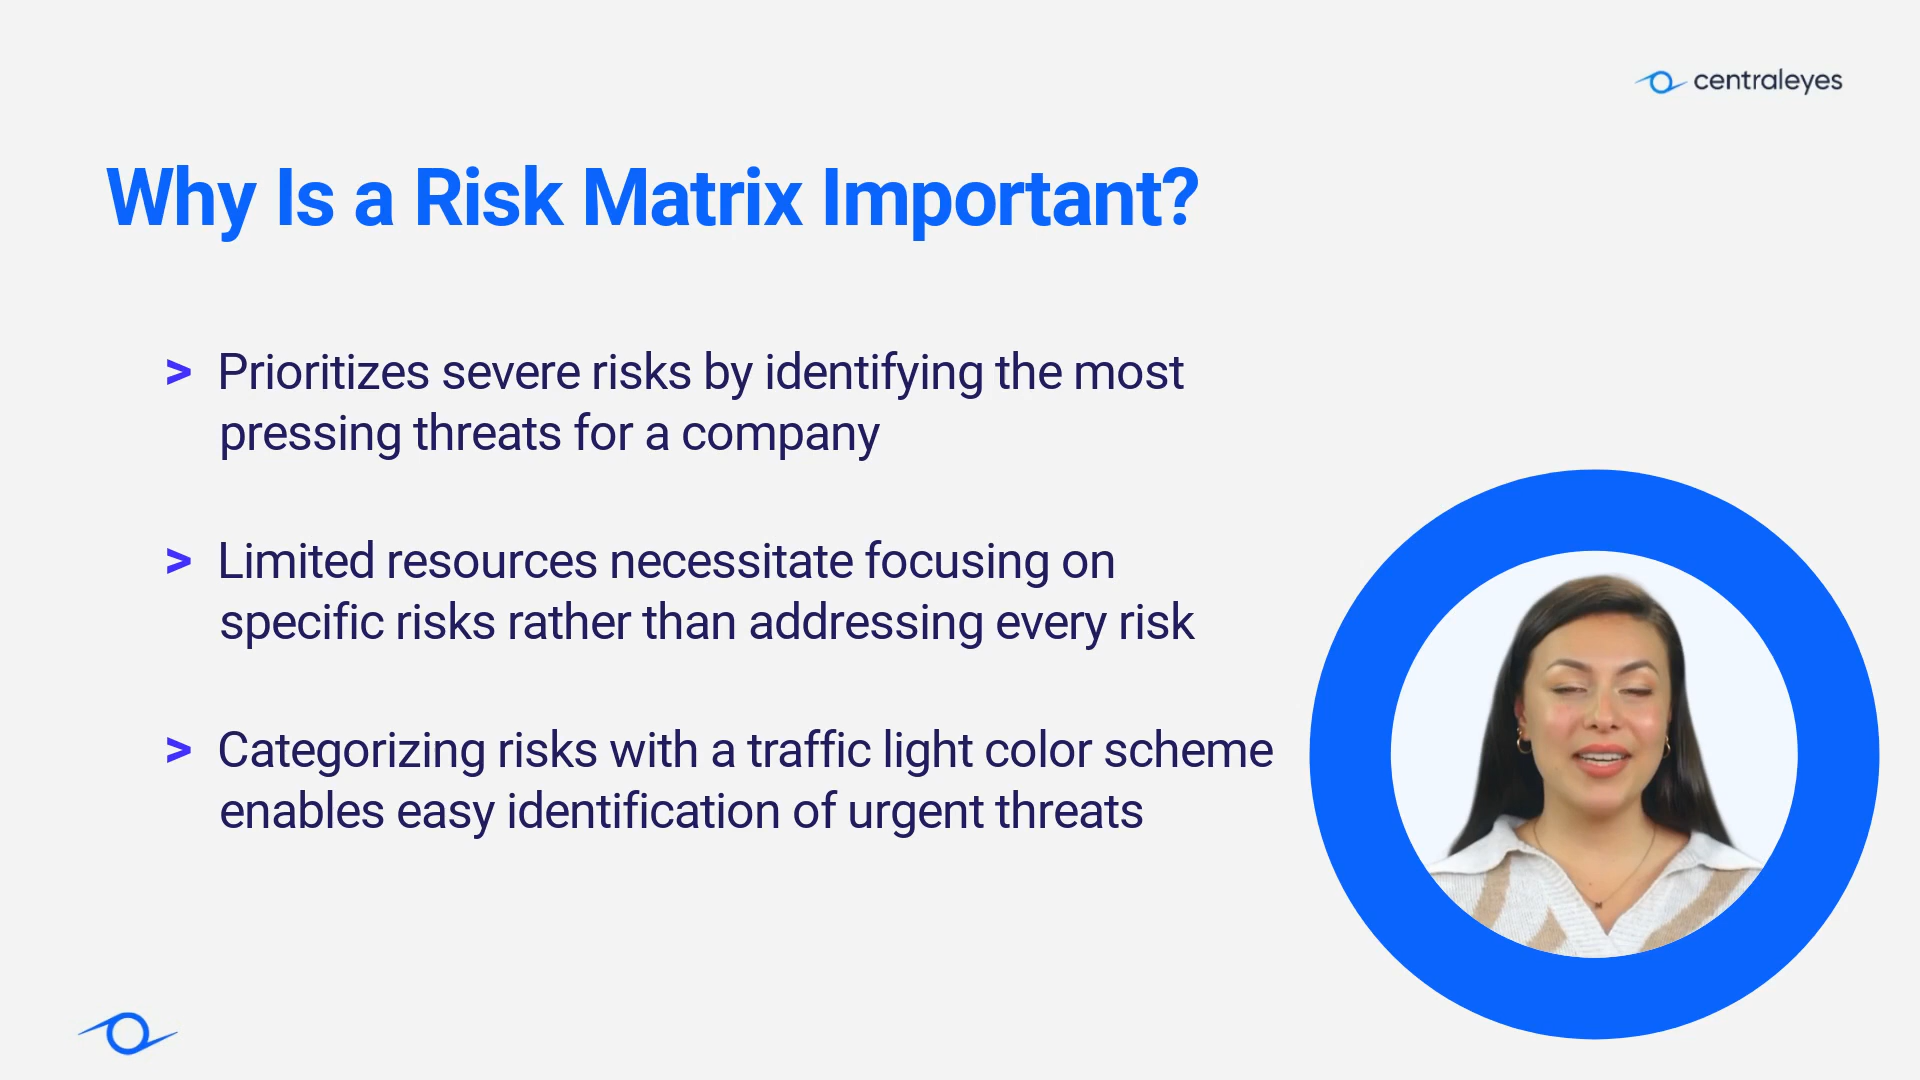 centraleyes
Why Is a Risk Matrix Important?
> Prioritizes severe risks by identifying the most
pressing threats for a company
> Limited resources necessitate focusing on
specific risks rather than addressing every risk
> Categorizing risks with a traffic light color scheme
enables easy identification of urgent threats